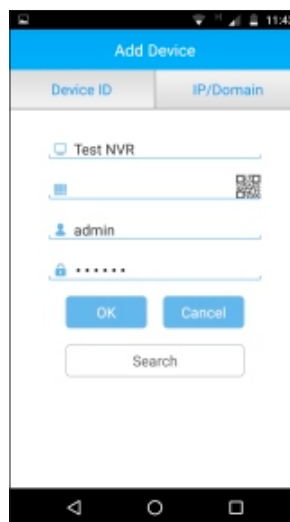 11:43
Add Device
Device ID IP/Domain
Test NVR
admin
••••••
OK Cancel
Search